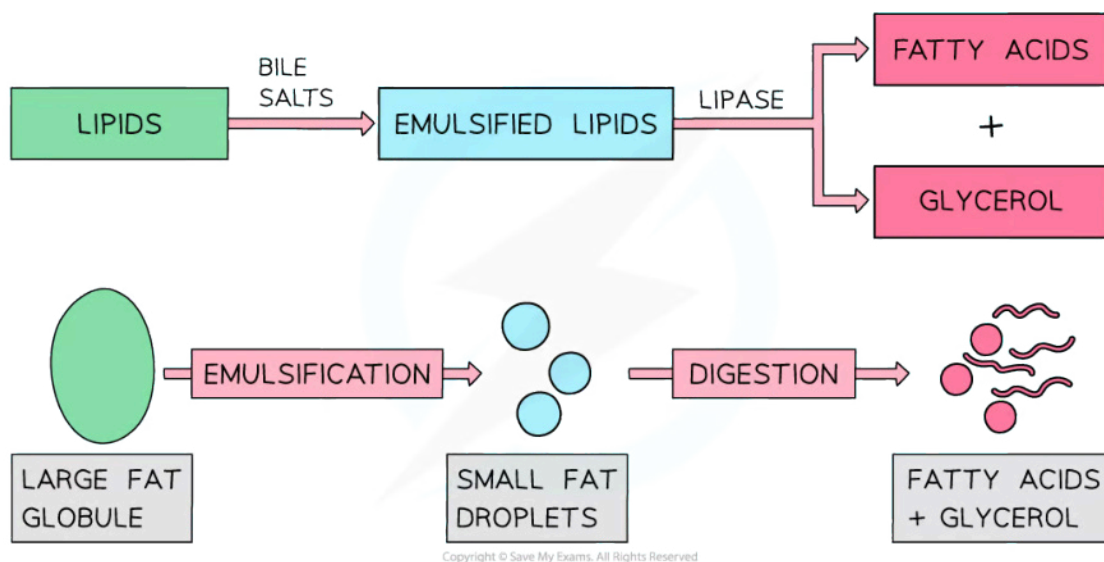 BILE
SALTS
LIPIDS
EMULSIFIED LIPIDS
LIPASE
FATTY ACIDS
+
GLYCEROL
EMULSIFICATION
DIGESTION
LARGE FAT
GLOBULE
SMALL FAT
DROPLETS
FATTY ACIDS
+ GLYCEROL
Copyright © Save My Exams. All Rights Reserved